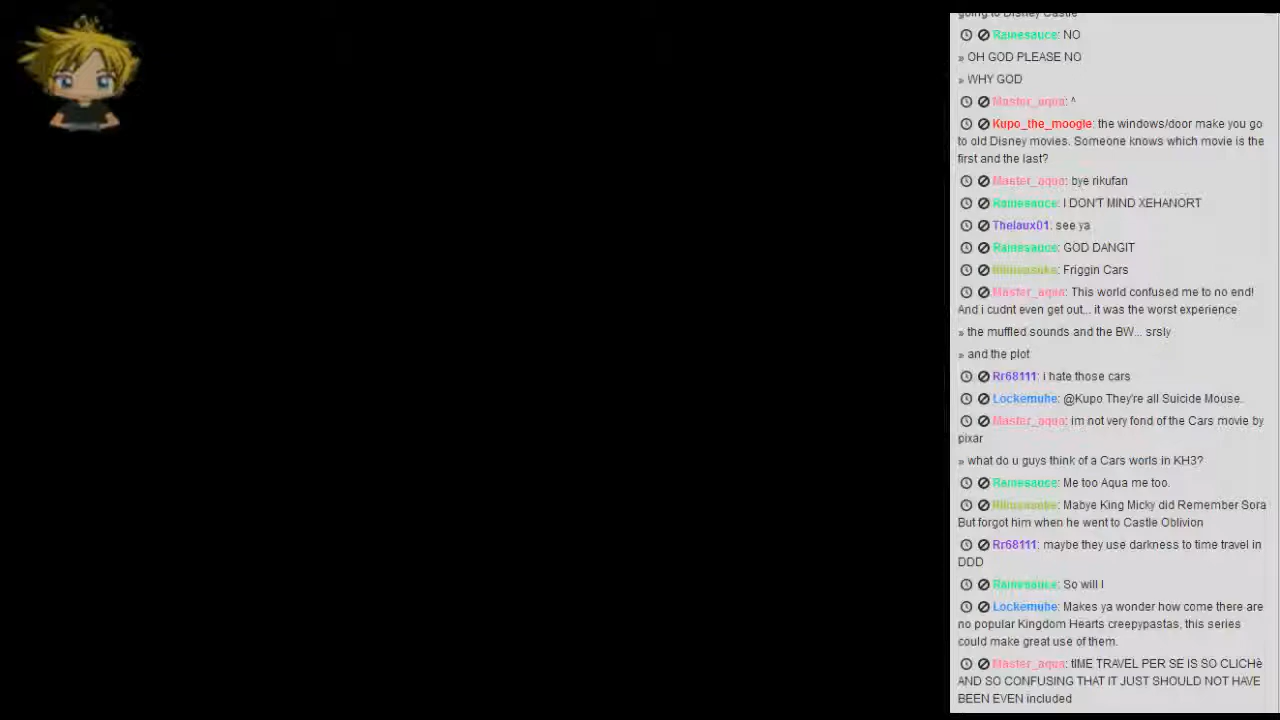 going to Disney Castle
Ramesauce: NO
» OH GOD PLEASE NO
» WHY GOD
Master_aqua: ^
Kupo_the_moogle: the windows/door make you go
to old Disney movies. Someone knows which movie is the
first and the last?
Master_aqua: bye rikufan
Ramesauce: I DON'T MIND XEHANORT
Thelaux01: see ya
Ramesauce: GOD DANGIT
: Friggin Cars
Master_aqua: This world confused me to no end!
And i cudnt even get out... it was the worst experience
» the muffled sounds and the BW... srsly
» and the plot
Rr68111: i hate those cars
Lockemuhe: @Kupo They're all Suicide Mouse.
Master_aqua: im not very fond of the Cars movie by
pixar
» what do u guys think of a Cars worls in KH3?
Ramesauce: Me too Aqua me too.
: Mabye King Micky did Remember Sora
But forgot him when he went to Castle Oblivion
Rr68111: maybe they use darkness to time travel in
DDD
Ramesauce: So will I
Lockemuhe: Makes ya wonder how come there are
no popular Kingdom Hearts creepypastas, this series
could make great use of them.
Master_aqua: tIME TRAVEL PER SE IS SO CLICHè
AND SO CONFUSING THAT IT JUST SHOULD NOT HAVE
BEEN EVEN included